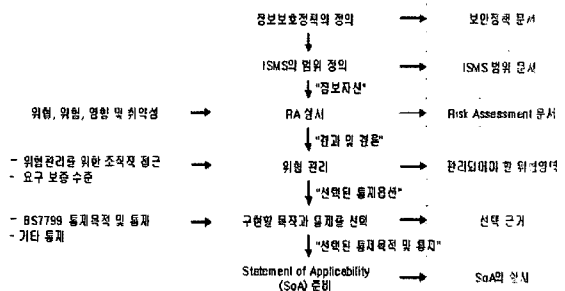 정보보호정책의 정의
보안정책 문서
ISMS의 범위 정의
ISMS 범위 문서
"정보자산"
위협, 위험, 영향 및 취약성
RA 실시
Risk Assessment 문서
"결과 및 결론"
- 위험관리를 위한 조직적 접근
- 요구 보증 수준
위험 관리
관리되어야 할 위험영역
"선택된 통제옵션"
- BS7799 통제목적 및 통제
- 기타 통제
구현할 목적과 통제를 선택
선택 근거
"선택된 통제목적 및 통제"
Statement of Applicability
(SoA) 준비
SoA의